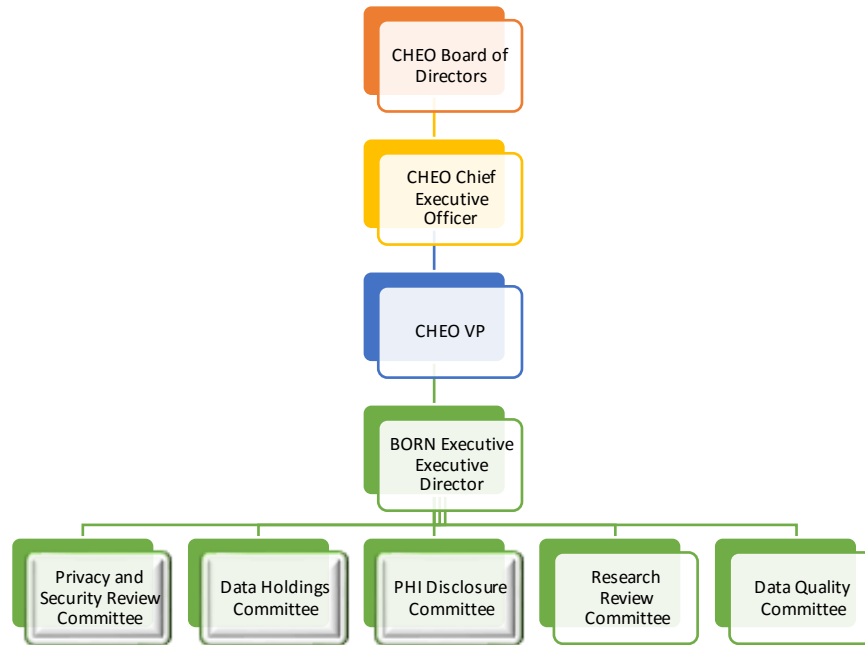 CHEO Board of
Directors
CHEO Chief
Executive
Officer
CHEO VP
BORN Executive
Executive
Director
Privacy and
Security Review
Committee
Data Holdings
Committee
PHI Disclosure
Committee
Research
Review
Committee
Data Quality
Committee